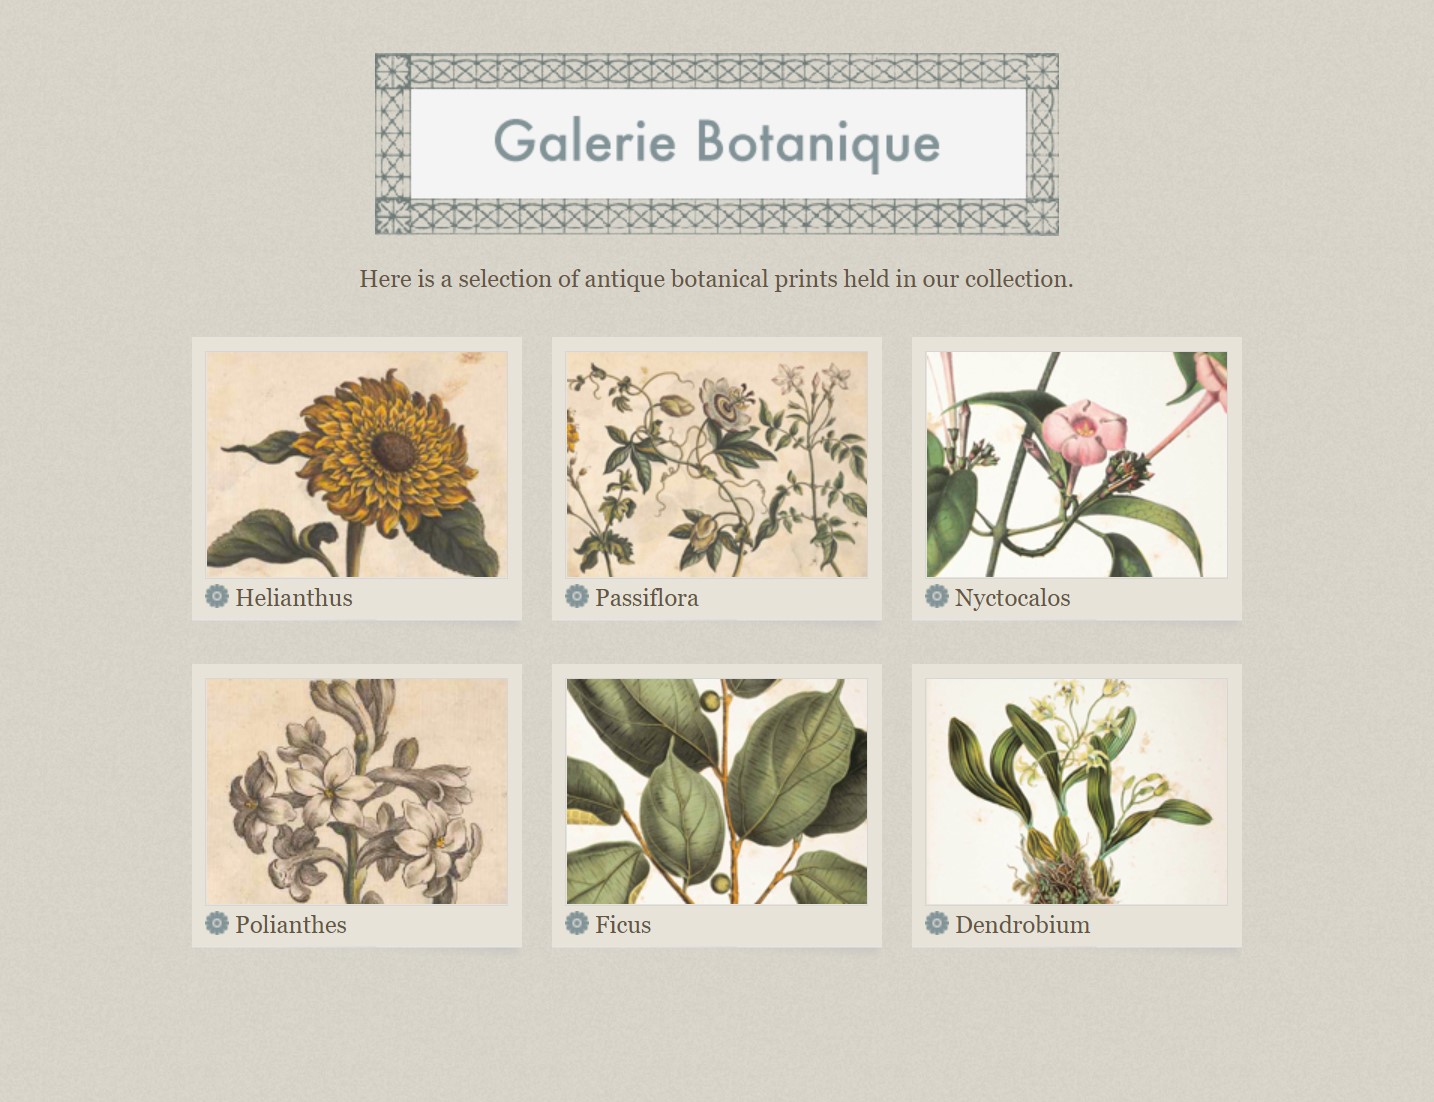 Galerie Botanique
Here is a selection of antique botanical prints held in our collection.
Helianthus
Passiflora
Nyctocalos
Polianthes
Ficus
Dendrobium